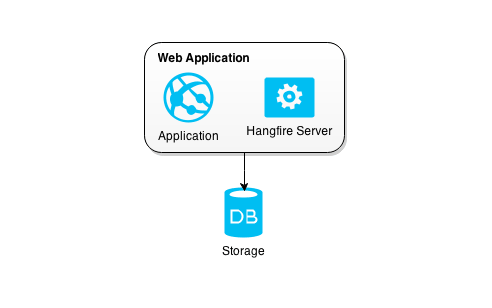 Web Application
Application
Hangfire Server
DB
Storage